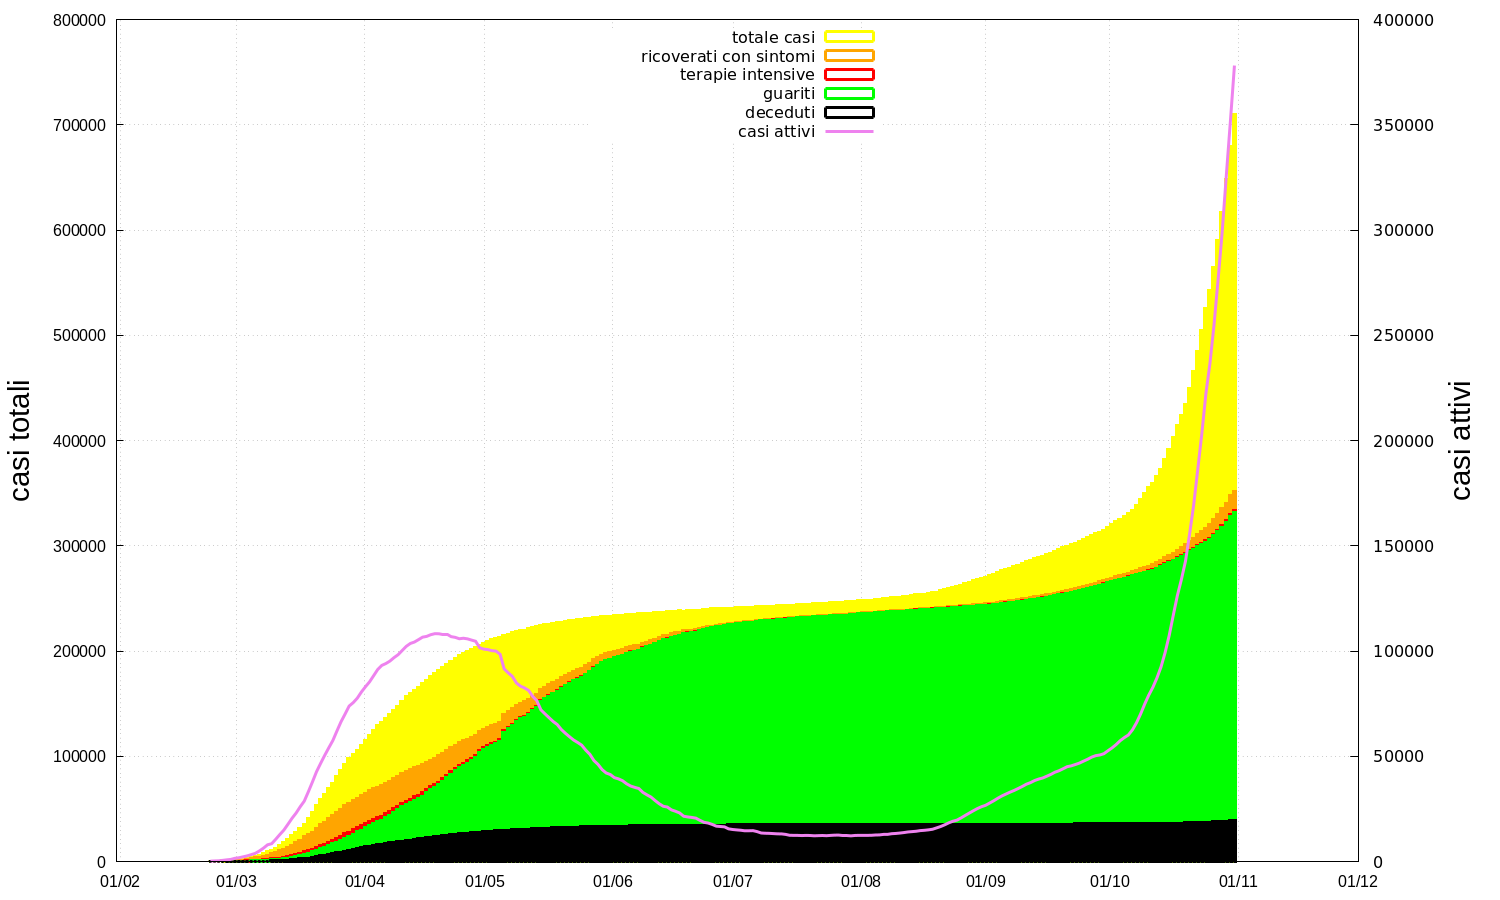 totale casi
ricoverati con sintomi
terapie intensive
guariti
deceduti
casi attivi
casi totali
800000
700000
600000
500000
400000
300000
200000
100000
0
casi attivi
400000
350000
300000
250000
200000
150000
100000
50000
0
01/02 01/03 01/04 01/05 01/06 01/07 01/08 01/09 01/10 01/11 01/12